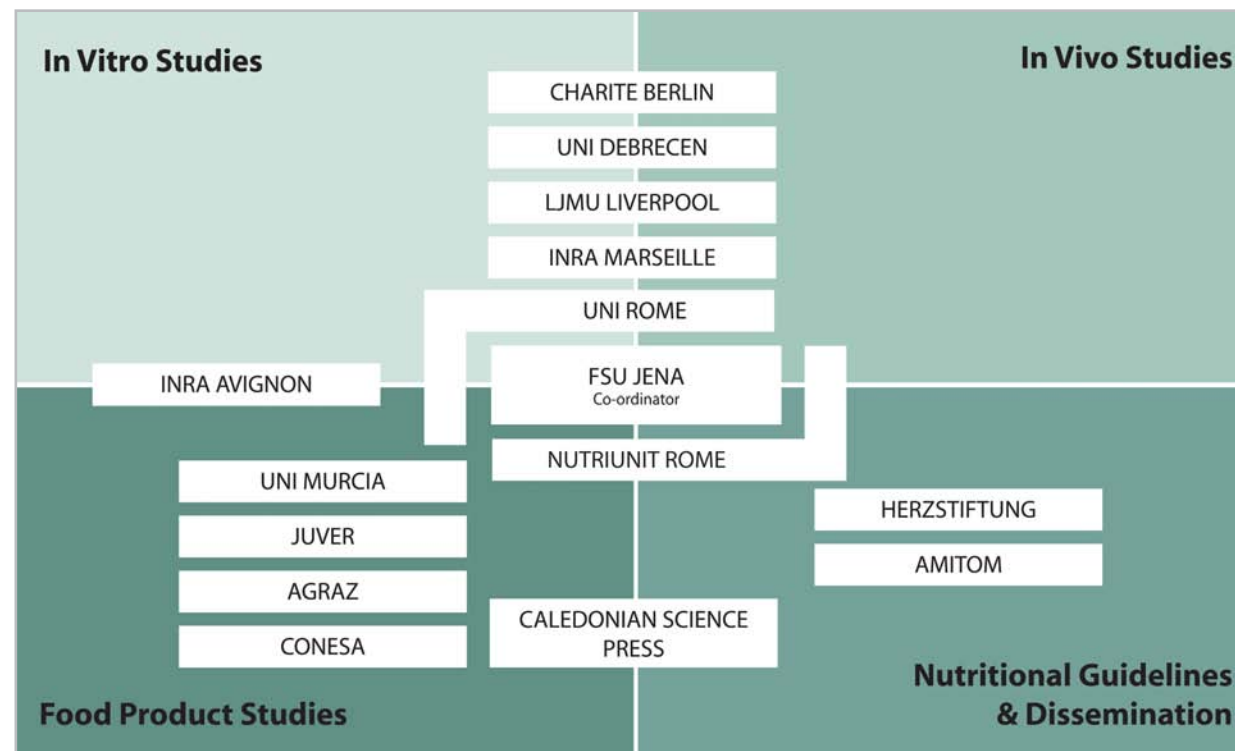 In Vitro Studies
In Vivo Studies
CHARITE BERLIN
UNI DEBRECEN
LJMU LIVERPOOL
INRA MARSEILLE
UNI ROME
INRA AVIGNON
FSU JENA
Co-ordinator
NUTRIUNIT ROME
UNI MURCIA
JUVER
AGRAZ
CONESA
HERZSTIFTUNG
AMITOM
CALEDONIAN SCIENCE
PRESS
Food Product Studies
Nutritional Guidelines
& Dissemination